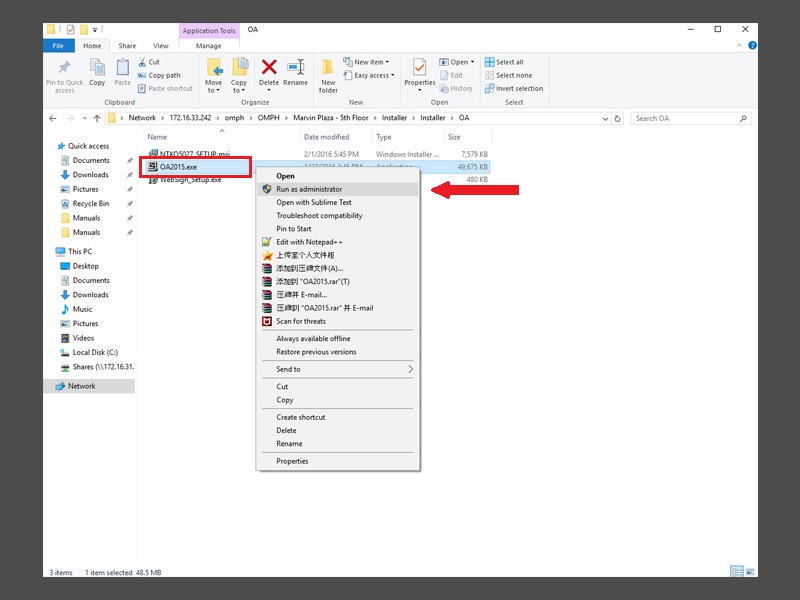 Application Tools OA
File Home Share View Manage
Pin to Quick access
Copy
Paste
Cut
Copy path
Paste shortcut
Clipboard
Move to
Copy to
Delete
Rename
Organize
New folder
New item
Easy access
New
Properties
Open
Edit
History
Open
Select all
Select none
Invert selection
Select
Network > 172.16.33.242 > omph > OMPH > Marvin Plaza - 5th Floor > Installer > Installer > OA
Search OA
Name Date modified Type Size
NTKO5027_SETUP.msi 2/1/2016 5:45 PM Windows Installer ... 7,579 KB
OA2015.exe 49,675 KB
WebSign_Setup.exe 480 KB
Quick access
Documents
Downloads
Pictures
Recycle Bin
Manuals
Manuals
This PC
Desktop
Documents
Downloads
Music
Pictures
Videos
Local Disk (C:)
Shares (\\172.16.31.
Network
Open
Run as administrator
Open with Sublime Text
Troubleshoot compatibility
Pin to Start
Edit with Notepad++
上传至个人文件柜
添加到压缩文件(A)...
添加到 "OA2015.rar"(T)
压缩并 E-mail...
压缩到 "OA2015.rar" 并 E-mail
Scan for threats
Always available offline
Restore previous versions
Send to
Cut
Copy
Create shortcut
Delete
Rename
Properties
3 items 1 item selected 48.5 MB